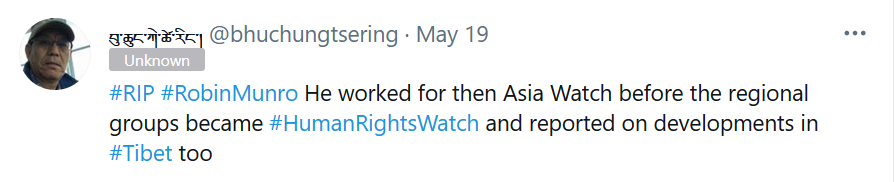 བུ་ཆུང་ཀེ་ཚེ་རིང་། @bhuchungtsering · May 19
Unknown
#RIP #RobinMunro He worked for then Asia Watch before the regional
groups became #HumanRightsWatch and reported on developments in
#Tibet too